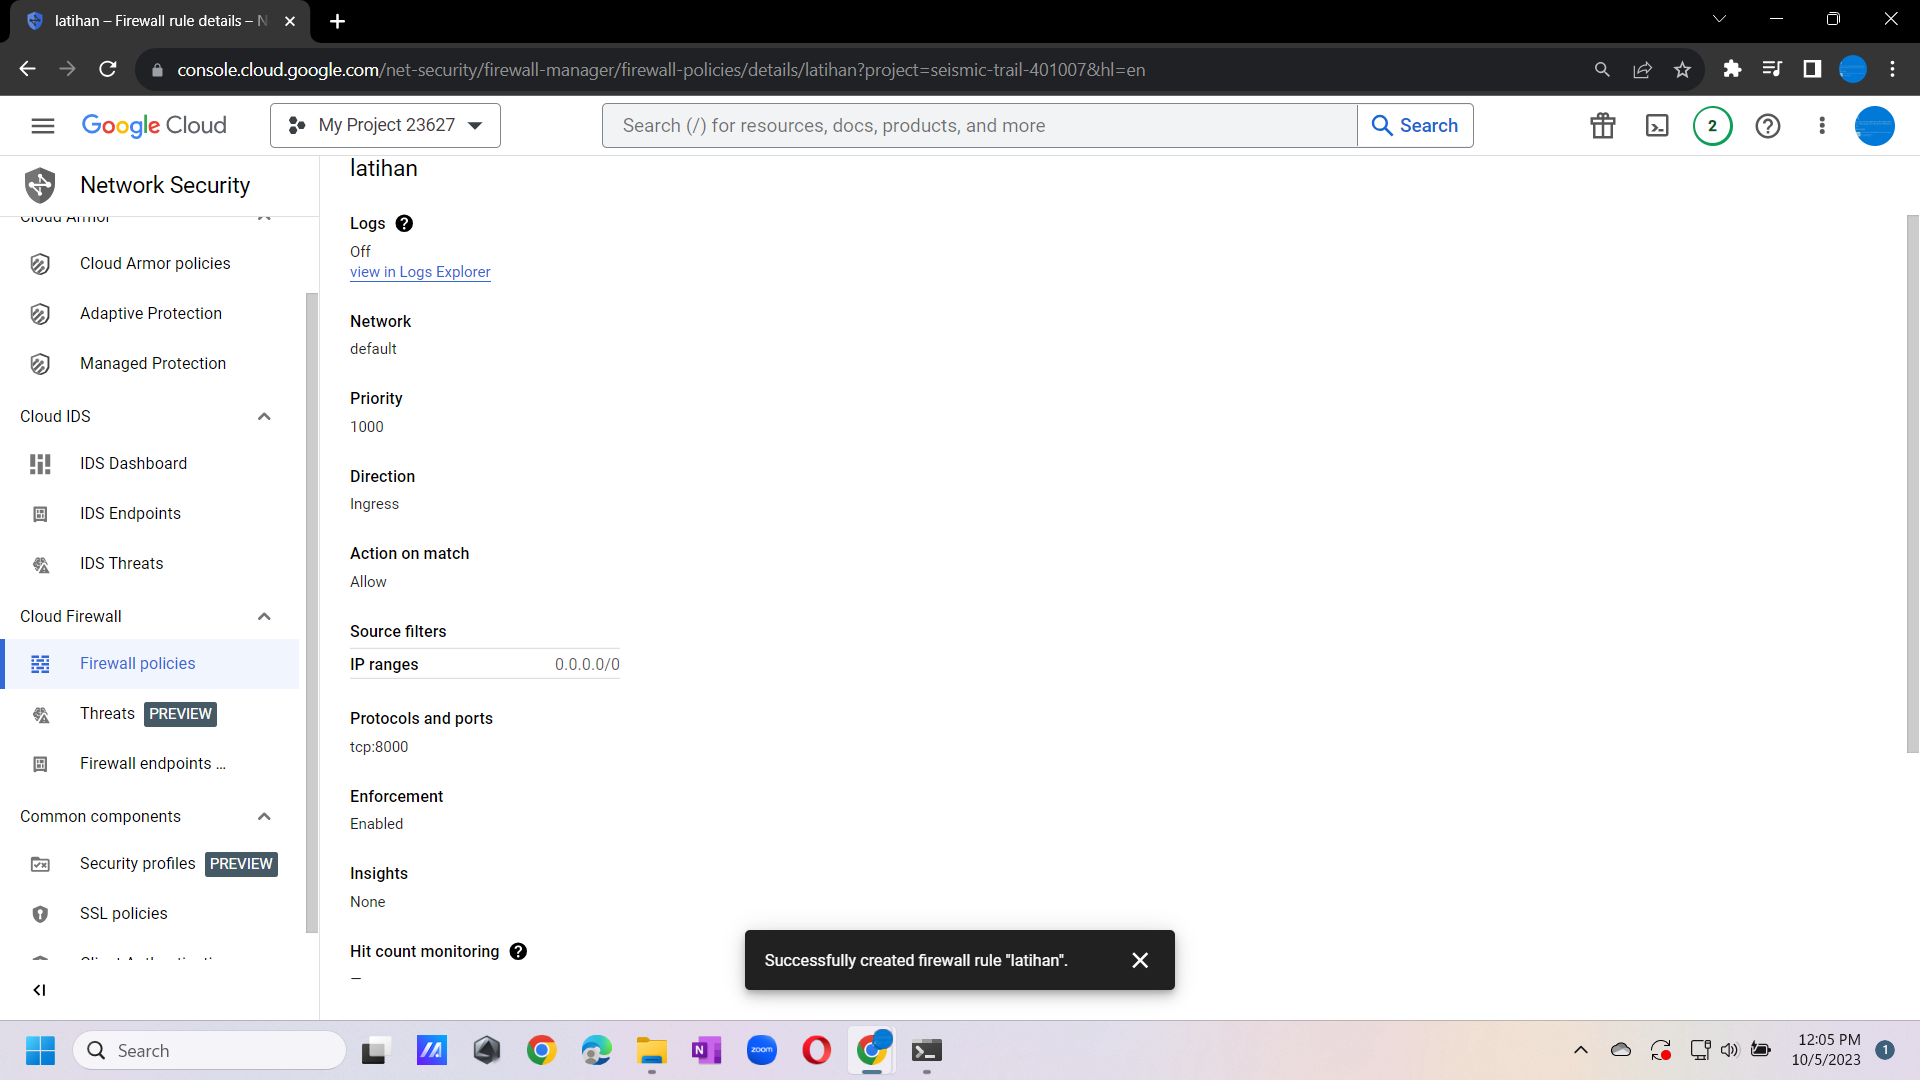 latihan – Firewall rule details – N
console.cloud.google.com/net-security/firewall-manager/firewall-policies/details/latihan?project=seismic-trail-401007&hl=en
Google Cloud
My Project 23627
Search (/) for resources, docs, products, and more
Search
2
Network Security
Cloud Armor
Cloud Armor policies
Adaptive Protection
Managed Protection
Cloud IDS
IDS Dashboard
IDS Endpoints
IDS Threats
Cloud Firewall
Firewall policies
Threats PREVIEW
Firewall endpoints ...
Common components
Security profiles PREVIEW
SSL policies
latihan
Logs
Off
view in Logs Explorer
Network
default
Priority
1000
Direction
Ingress
Action on match
Allow
Source filters
IP ranges 0.0.0.0/0
Protocols and ports
tcp:8000
Enforcement
Enabled
Insights
None
Hit count monitoring
—
Successfully created firewall rule "latihan".
Search
zoom
12:05 PM
10/5/2023
1